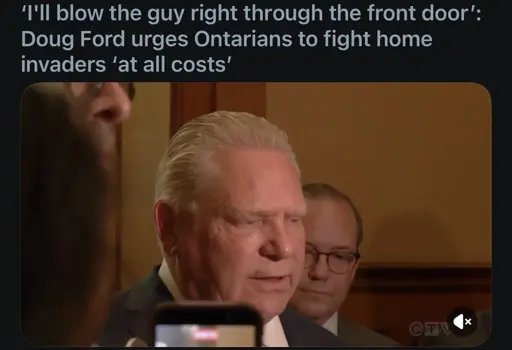 ‘I'll blow the guy right through the front door’:
Doug Ford urges Ontarians to fight home
invaders ‘at all costs’
CTV